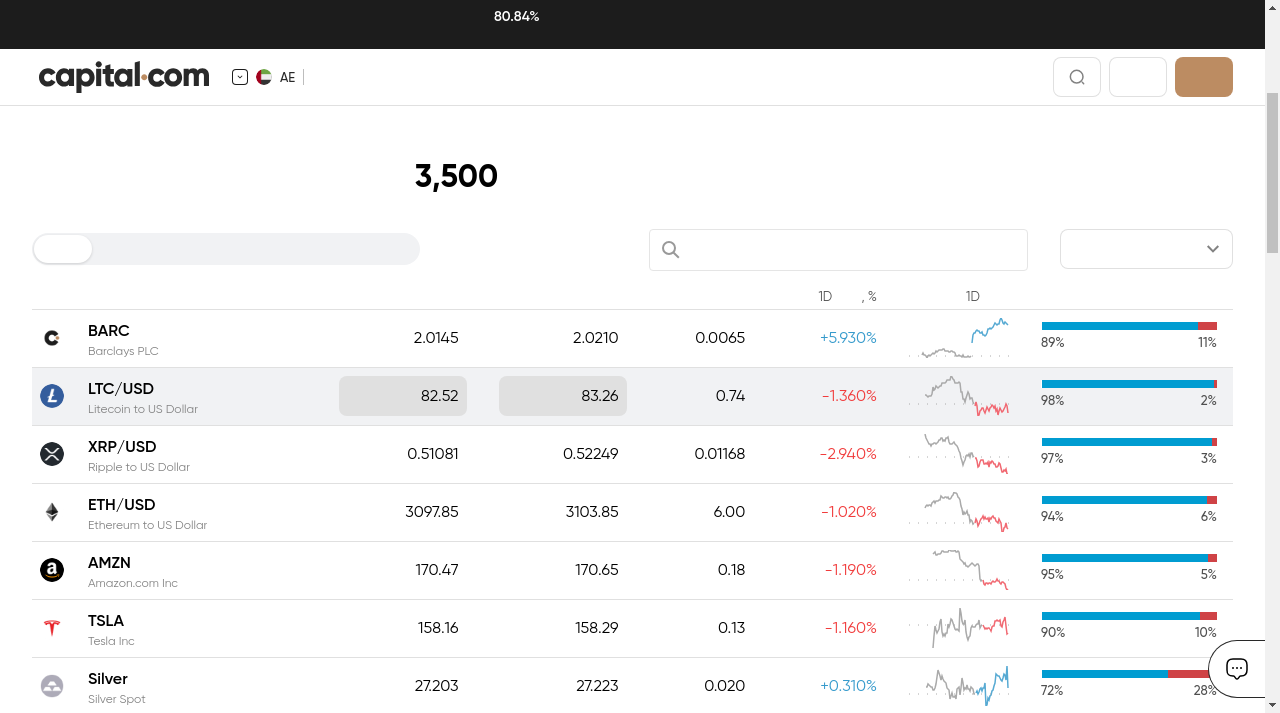 80.84%
capital.com
AE
3,500
1D , %
1D
BARC
Barclays PLC
2.0145
2.0210
0.0065
+5.930%
89%
11%
LTC/USD
Litecoin to US Dollar
82.52
83.26
0.74
-1.360%
98%
2%
XRP/USD
Ripple to US Dollar
0.51081
0.52249
0.01168
-2.940%
97%
3%
ETH/USD
Ethereum to US Dollar
3097.85
3103.85
6.00
-1.020%
94%
6%
AMZN
Amazon.com Inc
170.47
170.65
0.18
-1.190%
95%
5%
TSLA
Tesla Inc
158.16
158.29
0.13
-1.160%
90%
10%
Silver
Silver Spot
27.203
27.223
0.020
+0.310%
72%
28%